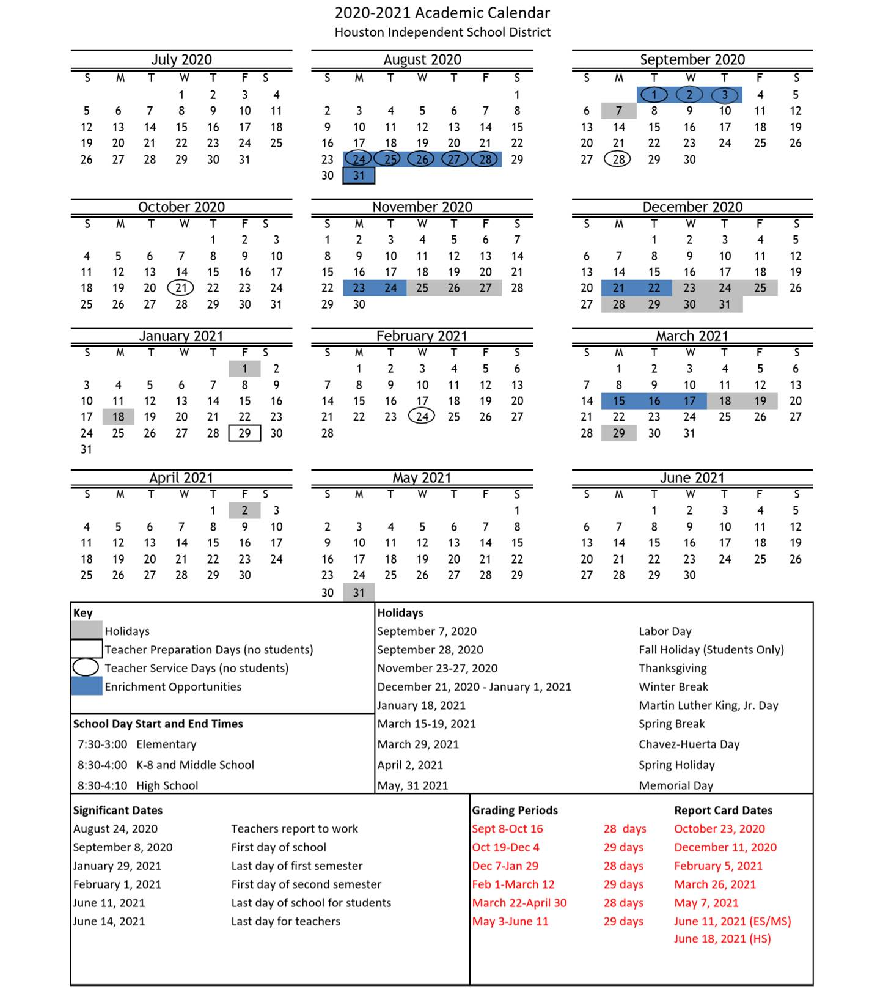 2020-2021 Academic Calendar
Houston Independent School District
July 2020
S M T W T F S
1 2 3 4
5 6 7 8 9 10 11
12 13 14 15 16 17 18
19 20 21 22 23 24 25
26 27 28 29 30 31
August 2020
S M T W T F S
1
2 3 4 5 6 7 8
9 10 11 12 13 14 15
16 17 18 19 20 21 22
23 24 25 26 27 28 29
30 31
September 2020
S M T W T F S
1 2 3 4 5
6 7 8 9 10 11 12
13 14 15 16 17 18 19
20 21 22 23 24 25 26
27 28 29 30
October 2020
S M T W T F S
1 2 3
4 5 6 7 8 9 10
11 12 13 14 15 16 17
18 19 20 21 22 23 24
25 26 27 28 29 30 31
November 2020
S M T W T F S
1 2 3 4 5 6 7
8 9 10 11 12 13 14
15 16 17 18 19 20 21
22 23 24 25 26 27 28
29 30
December 2020
S M T W T F S
1 2 3 4 5
6 7 8 9 10 11 12
13 14 15 16 17 18 19
20 21 22 23 24 25 26
27 28 29 30 31
January 2021
S M T W T F S
1 2
3 4 5 6 7 8 9
10 11 12 13 14 15 16
17 18 19 20 21 22 23
24 25 26 27 28 29 30
31
February 2021
S M T W T F S
1 2 3 4 5 6
7 8 9 10 11 12 13
14 15 16 17 18 19 20
21 22 23 24 25 26 27
28
March 2021
S M T W T F S
1 2 3 4 5 6
7 8 9 10 11 12 13
14 15 16 17 18 19 20
21 22 23 24 25 26 27
28 29 30 31
April 2021
S M T W T F S
1 2 3
4 5 6 7 8 9 10
11 12 13 14 15 16 17
18 19 20 21 22 23 24
25 26 27 28 29 30
May 2021
S M T W T F S
1
2 3 4 5 6 7 8
9 10 11 12 13 14 15
16 17 18 19 20 21 22
23 24 25 26 27 28 29
30 31
June 2021
S M T W T F S
1 2 3 4 5
6 7 8 9 10 11 12
13 14 15 16 17 18 19
20 21 22 23 24 25 26
27 28 29 30
Key
Holidays
Teacher Preparation Days (no students)
Teacher Service Days (no students)
Enrichment Opportunities
School Day Start and End Times
7:30-3:00 Elementary
8:30-4:00 K-8 and Middle School
8:30-4:10 High School
Holidays
September 7, 2020 Labor Day
September 28, 2020 Fall Holiday (Students Only)
November 23-27, 2020 Thanksgiving
December 21, 2020 - January 1, 2021 Winter Break
January 18, 2021 Martin Luther King, Jr. Day
March 15-19, 2021 Spring Break
March 29, 2021 Chavez-Huerta Day
April 2, 2021 Spring Holiday
May, 31 2021 Memorial Day
Significant Dates
August 24, 2020 Teachers report to work
September 8, 2020 First day of school
January 29, 2021 Last day of first semester
February 1, 2021 First day of second semester
June 11, 2021 Last day of school for students
June 14, 2021 Last day for teachers
Grading Periods Report Card Dates
Sept 8-Oct 16 28 days October 23, 2020
Oct 19-Dec 4 29 days December 11, 2020
Dec 7-Jan 29 28 days February 5, 2021
Feb 1-March 12 29 days March 26, 2021
March 22-April 30 28 days May 7, 2021
May 3-June 11 29 days June 11, 2021 (ES/MS)
June 18, 2021 (HS)